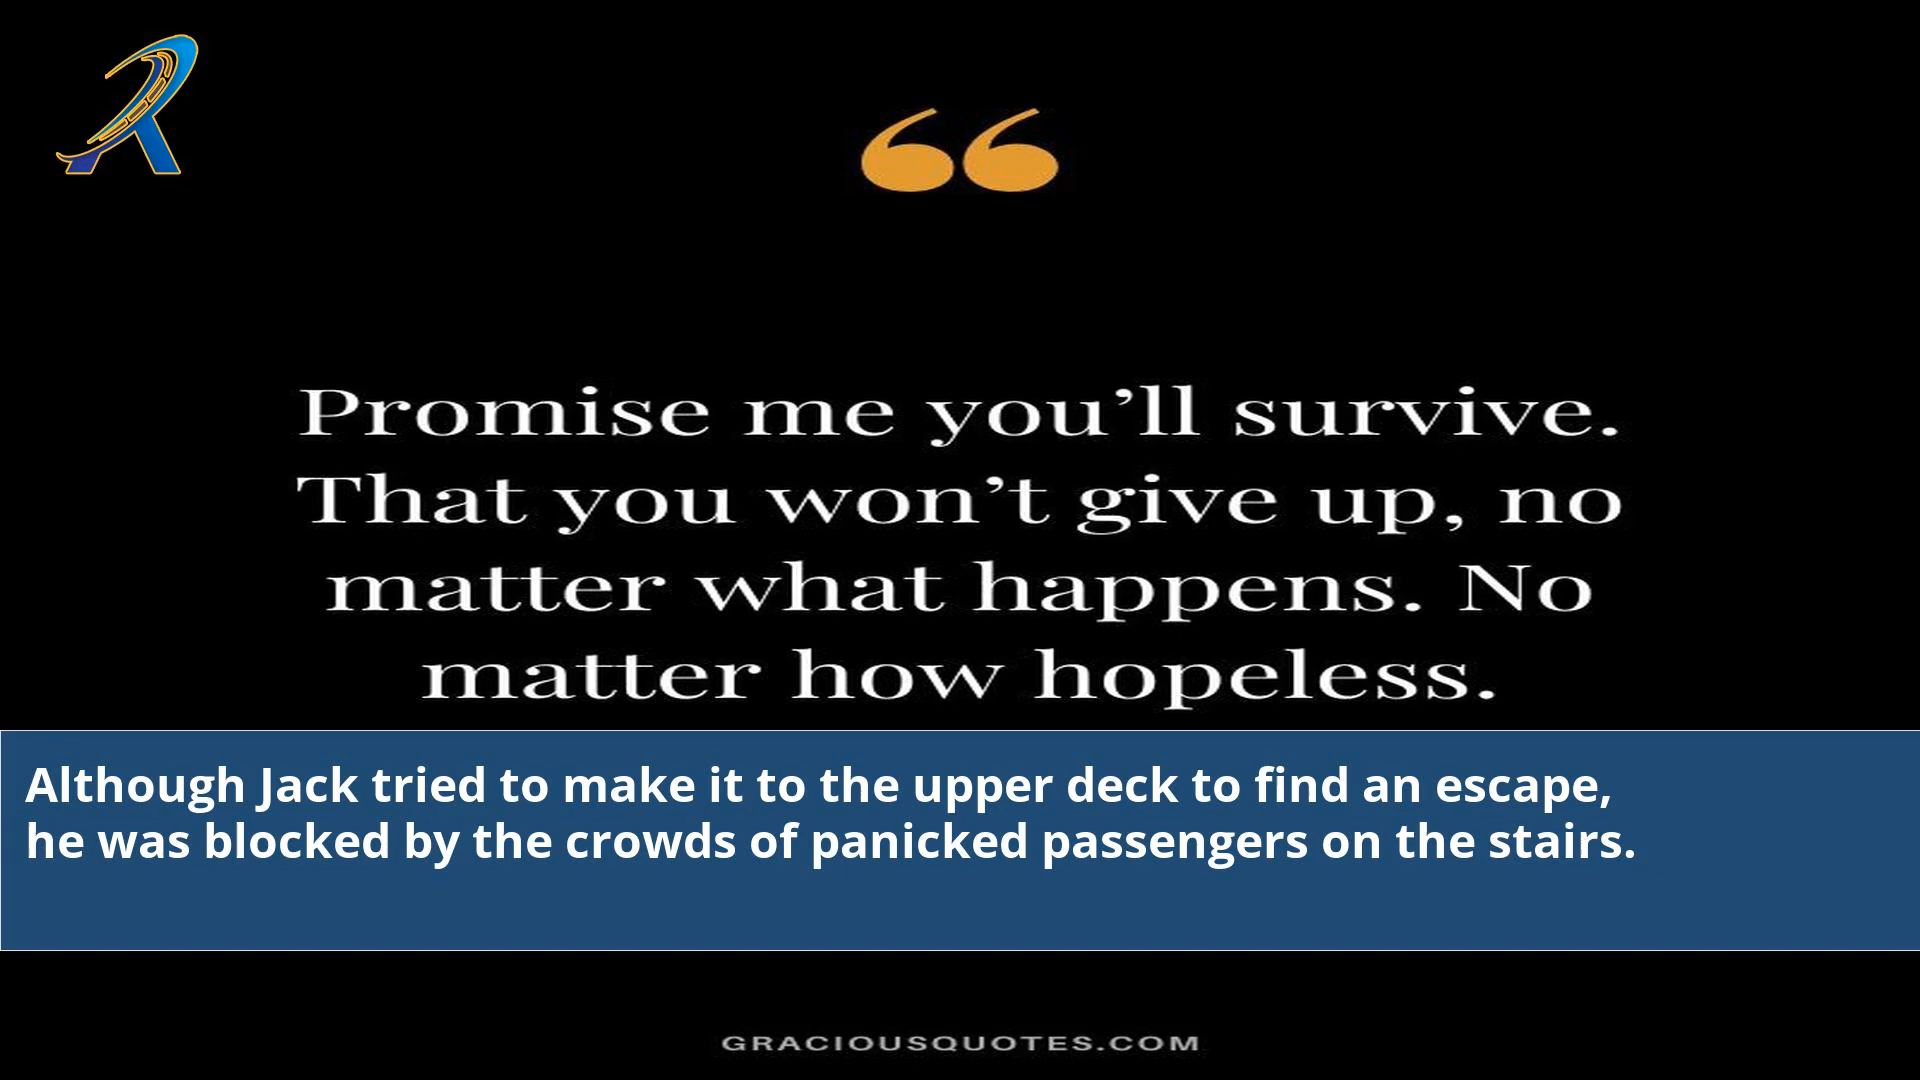 Promise me you’ll survive.
That you won’t give up, no
matter what happens. No
matter how hopeless.
Although Jack tried to make it to the upper deck to find an escape,
he was blocked by the crowds of panicked passengers on the stairs.
GRACIOUSQUOTES.COM